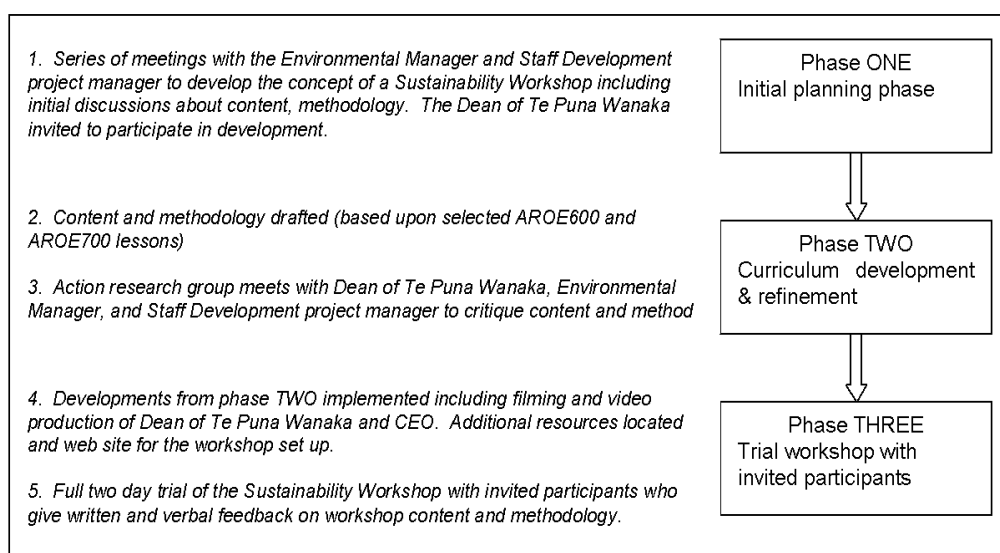 1. Series of meetings with the Environmental Manager and Staff Development
project manager to develop the concept of a Sustainability Workshop including
initial discussions about content, methodology. The Dean of Te Puna Wanaka
invited to participate in development.
Phase ONE
Initial planning phase
2. Content and methodology drafted (based upon selected AROE600 and
AROE700 lessons)
3. Action research group meets with Dean of Te Puna Wanaka, Environmental
Manager, and Staff Development project manager to critique content and method
Phase TWO
Curriculum development
& refinement
4. Developments from phase TWO implemented including filming and video
production of Dean of Te Puna Wanaka and CEO. Additional resources located
and web site for the workshop set up.
5. Full two day trial of the Sustainability Workshop with invited participants who
give written and verbal feedback on workshop content and methodology.
Phase THREE
Trial workshop with
invited participants